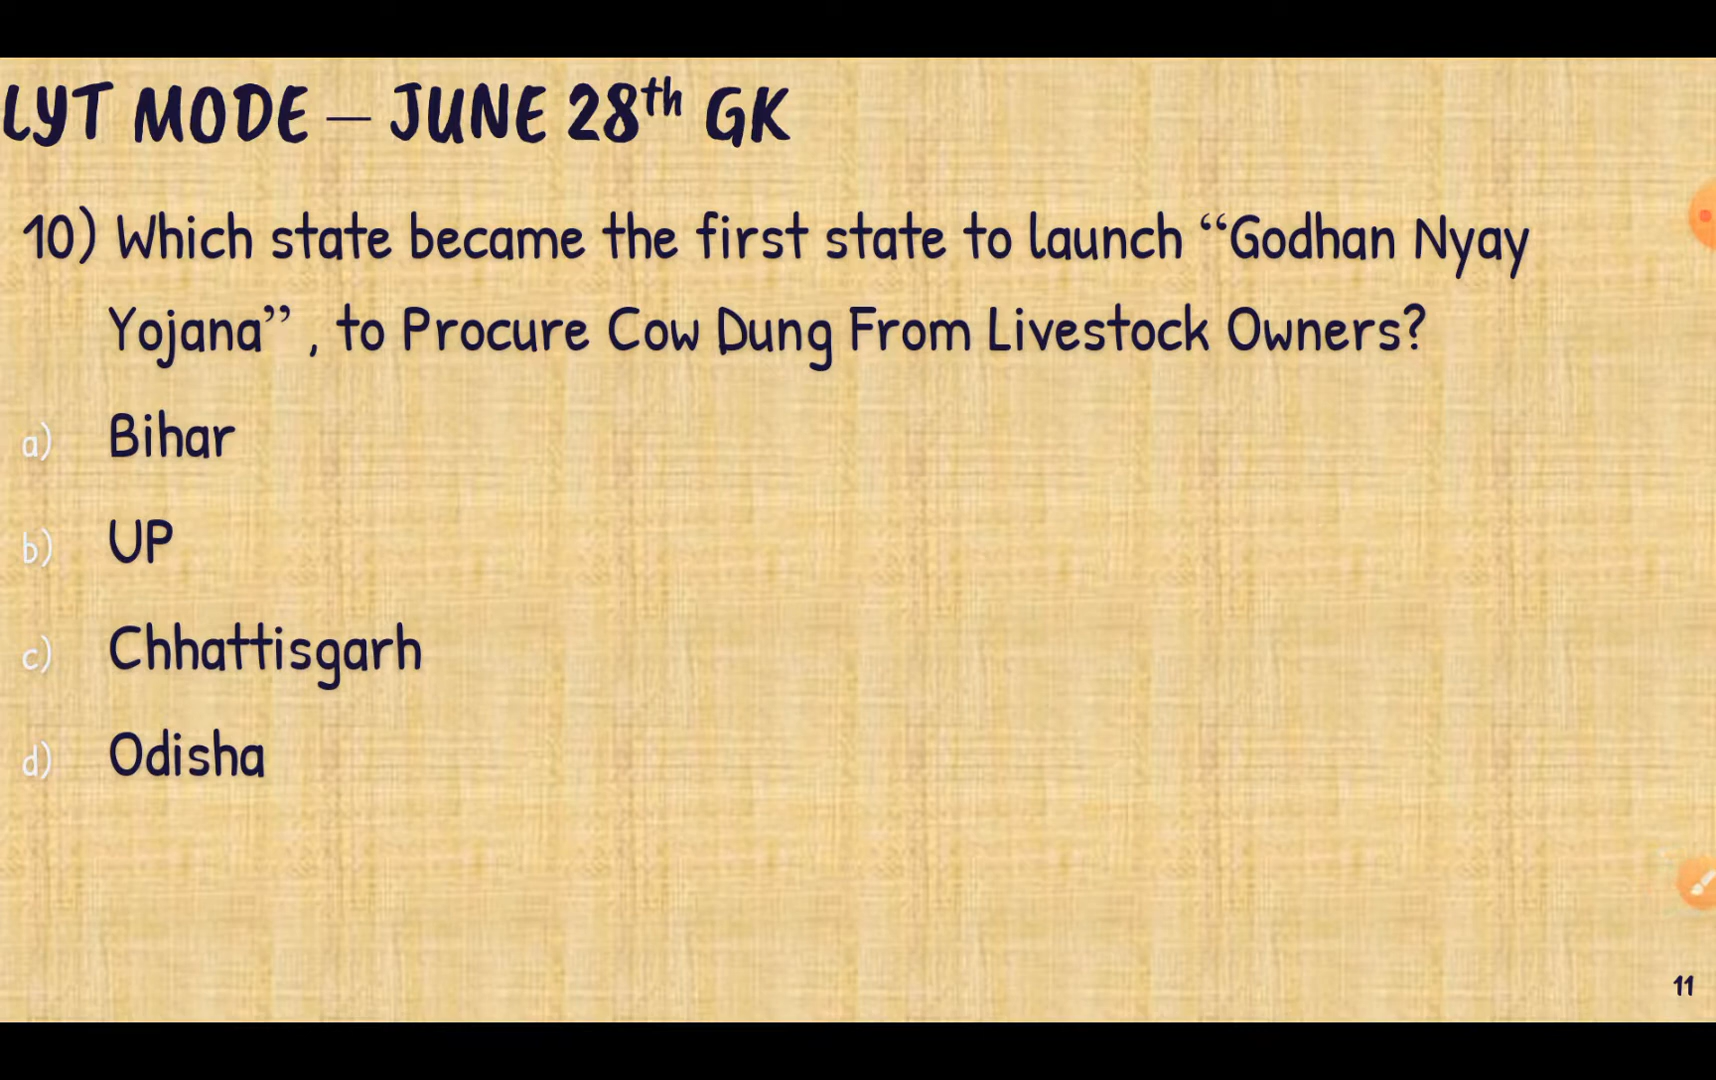 LYT MODE – JUNE 28th GK
10) Which state became the first state to launch “Godhan Nyay
Yojana” , to Procure Cow Dung From Livestock Owners?
a) Bihar
b) UP
c) Chhattisgarh
d) Odisha
11